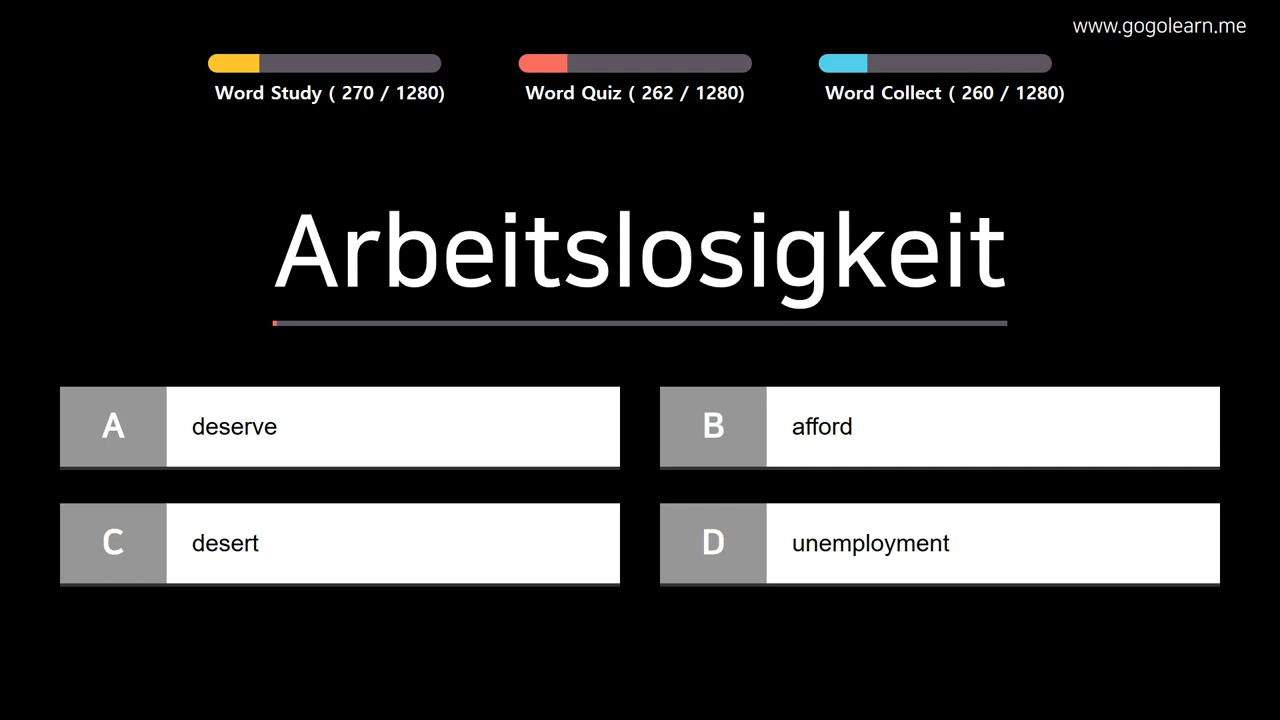 www.gogolearn.me
Word Study ( 270 / 1280)
Word Quiz ( 262 / 1280)
Word Collect ( 260 / 1280)
Arbeitslosigkeit
A deserve
B afford
C desert
D unemployment